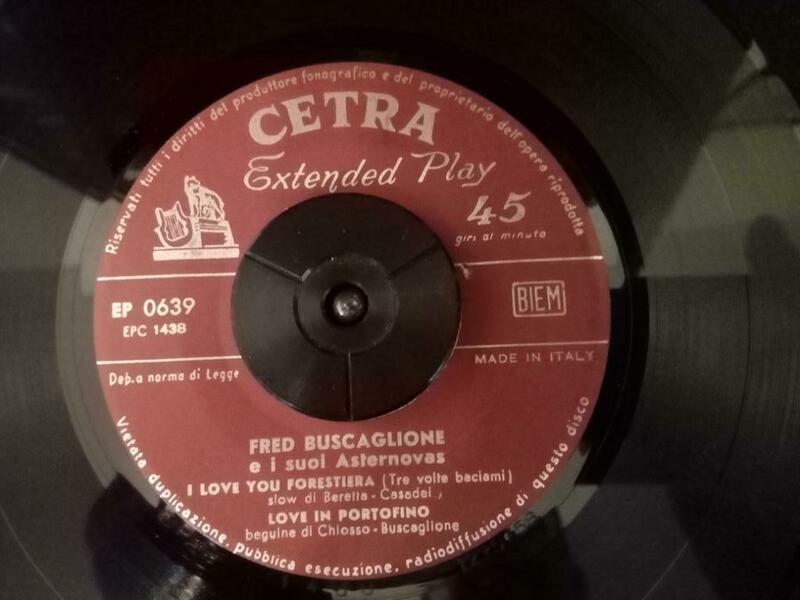 Riservati tutti i diritti del produttore fonografico e del proprietario dell'opera riprodotta
CETRA
Extended Play
45
giri al minuto
EP 0639
EPC 1438
BIEM
Dep. a norma di Legge
MADE IN ITALY
FRED BUSCAGLIONE
e i suoi Asternovas
I LOVE YOU FORESTIERA (Tre volte baciami)
slow di Beretta - Casadei
LOVE IN PORTOFINO
beguine di Chiosso - Buscaglione
Vietata duplicazione, pubblica esecuzione, radiodiffusione di questo disco